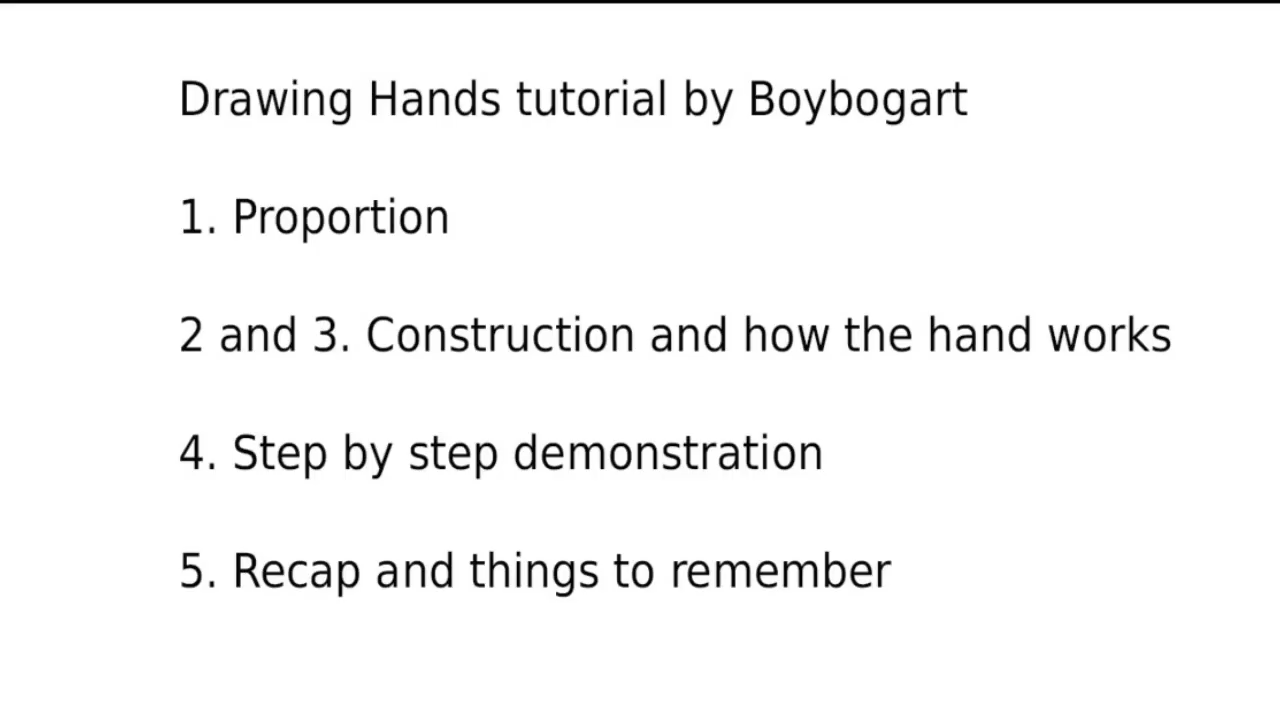 Drawing Hands tutorial by Boybogart
1. Proportion
2 and 3. Construction and how the hand works
4. Step by step demonstration
5. Recap and things to remember